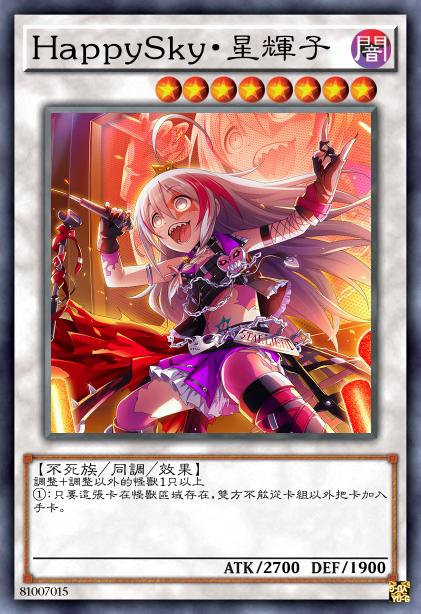 HappySky•星輝子
闇
STARLIGHT
【不死族/同調/效果】
調整+調整以外的怪獸1只以上
①:只要這張卡在怪獸區域存在,雙方不能從卡組以外把卡加入
手卡。
ATK/2700 DEF/1900
81007015